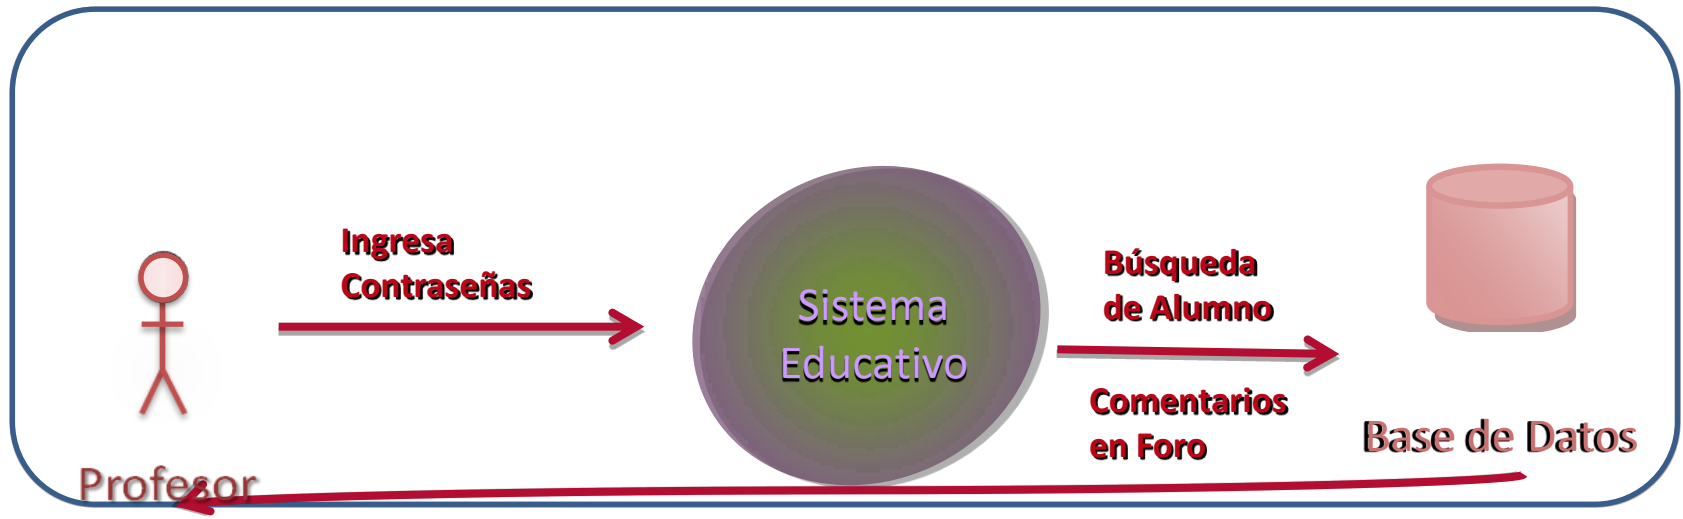 Ingresa
Contraseñas
Sistema
Educativo
Búsqueda
de Alumno
Comentarios
en Foro
Base de Datos
Profesor